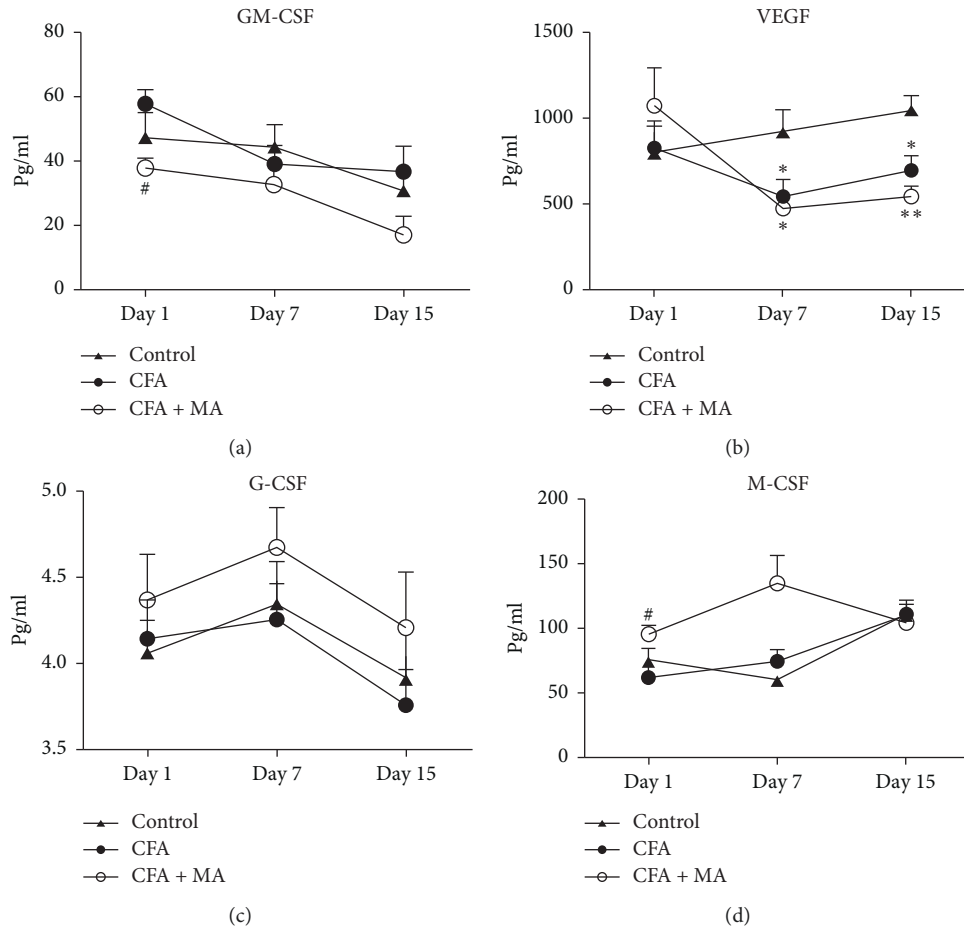 GM-CSF
80
60
40
20
0
Pg/ml
#
Day 1
Day 7
Day 15
Control
CFA
CFA + MA
(a)
VEGF
1500
1000
500
0
Pg/ml
*
*
*
**
Day 1
Day 7
Day 15
Control
CFA
CFA + MA
(b)
G-CSF
5.0
4.5
4.0
3.5
Pg/ml
Day 1
Day 7
Day 15
Control
CFA
CFA + MA
(c)
M-CSF
200
150
100
50
0
Pg/ml
#
Day 1
Day 7
Day 15
Control
CFA
CFA + MA
(d)